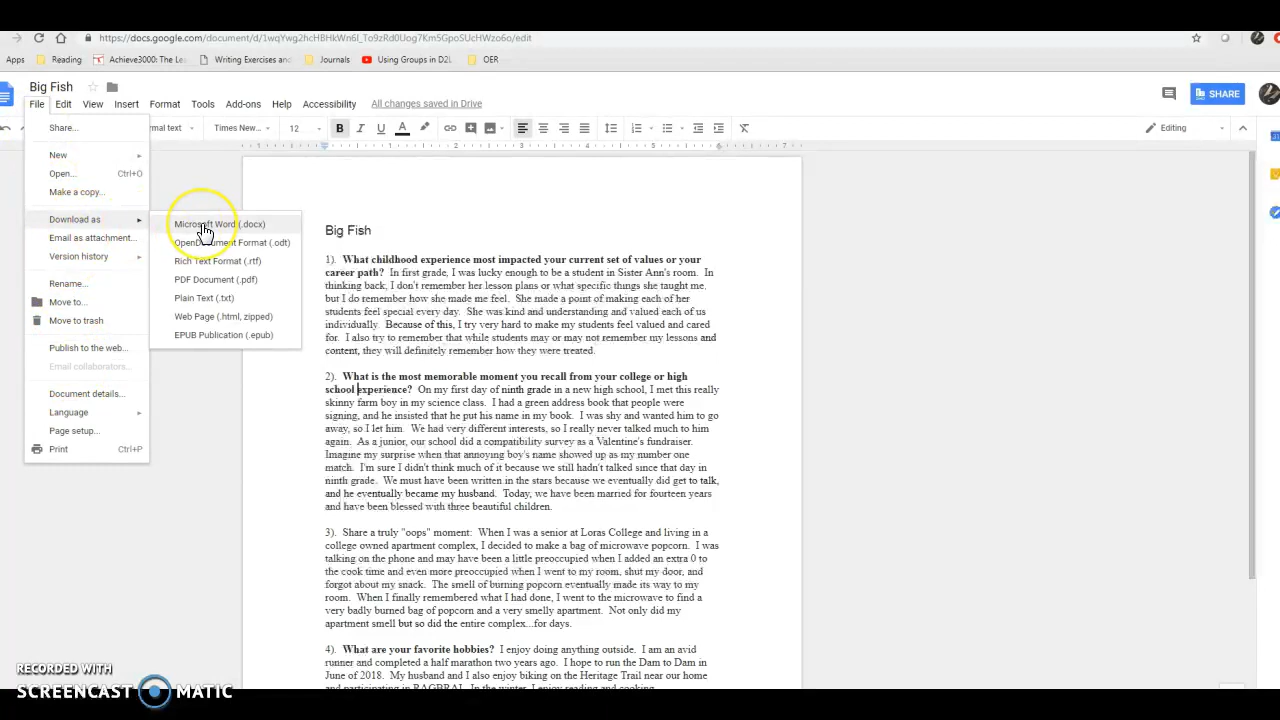 https://docs.google.com/document/d/1wqYwg2hcHBHkWn6I_To9zRd0Uog7Km5GpoSUcHWzo6o/edit
Apps Reading Achieve3000: The Le Writing Exercises and Journals Using Groups in D2L OER
Big Fish
File Edit View Insert Format Tools Add-ons Help Accessibility All changes saved in Drive
SHARE
mal text Times New... 12 B I U A Editing
Share...
New
Open... Ctrl+O
Make a copy...
Download as
Email as attachment...
Version history
Rename...
Move to...
Move to trash
Publish to the web...
Email collaborators...
Document details...
Language
Page setup...
Print Ctrl+P
Microsoft Word (.docx)
OpenDocument Format (.odt)
Rich Text Format (.rtf)
PDF Document (.pdf)
Plain Text (.txt)
Web Page (.html, zipped)
EPUB Publication (.epub)
1 1 2 3 4 5 6 7
Big Fish
1). What childhood experience most impacted your current set of values or your
career path? In first grade, I was lucky enough to be a student in Sister Ann's room. In
thinking back, I don't remember her lesson plans or what specific things she taught me,
but I do remember how she made me feel. She made a point of making each of her
students feel special every day. She was kind and understanding and valued each of us
individually. Because of this, I try very hard to make my students feel valued and cared
for. I also try to remember that while students may or may not remember my lessons and
content, they will definitely remember how they were treated.
2). What is the most memorable moment you recall from your college or high
school experience? On my first day of ninth grade in a new high school, I met this really
skinny farm boy in my science class. I had a green address book that people were
signing, and he insisted that he put his name in my book. I was shy and wanted him to go
away, so I let him. We had very different interests, so I really never talked much to him
again. As a junior, our school did a compatibility survey as a Valentine's fundraiser.
Imagine my surprise when that annoying boy's name showed up as my number one
match. I'm sure I didn't think much of it because we still hadn't talked since that day in
ninth grade. We must have been written in the stars because we eventually did get to talk,
and he eventually became my husband. Today, we have been married for fourteen years
and have been blessed with three beautiful children.
3). Share a truly "oops" moment: When I was a senior at Loras College and living in a
college owned apartment complex, I decided to make a bag of microwave popcorn. I was
talking on the phone and may have been a little preoccupied when I added an extra 0 to
the cook time and even more preoccupied when I went to my room, shut my door, and
forgot about my snack. The smell of burning popcorn eventually made its way to my
room. When I finally remembered what I had done, I went to the microwave to find a
very badly burned bag of popcorn and a very smelly apartment. Not only did my
apartment smell but so did the entire complex...for days.
4). What are your favorite hobbies? I enjoy doing anything outside. I am an avid
runner and completed a half marathon two years ago. I hope to run the Dam to Dam in
June of 2018. My husband and I also enjoy biking on the Heritage Trail near our home
and participating in RAGBRAI. In the winter, I enjoy reading and cooking.
RECORDED WITH
SCREENCAST MATIC